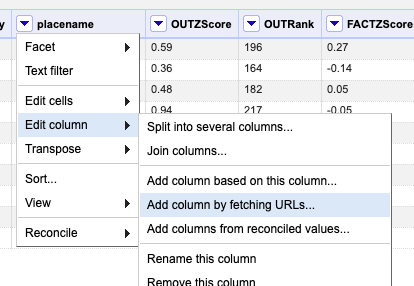 y placename OUTZScore OUTRank FACTZScore
Facet 0.59 196 0.27
Text filter 0.36 164 -0.14
0.48 182 0.05
Edit cells 0.94 217 -0.05
Edit column
Split into several columns...
Transpose
Join columns...
Sort...
Add column based on this column...
View
Add column by fetching URLs...
Reconcile
Add columns from reconciled values...
Rename this column
Remove this column